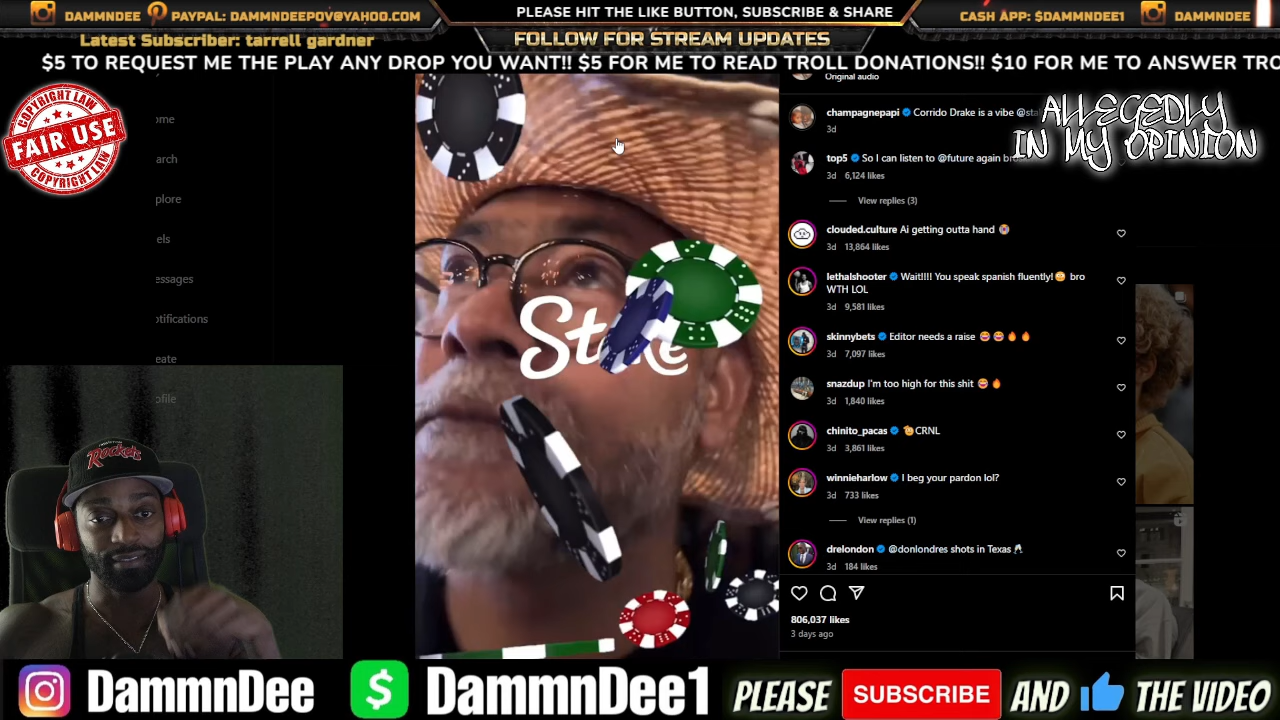 DAMMNDEE
PAYPAL: DAMMNDEEPOV@YAHOO.COM
PLEASE HIT THE LIKE BUTTON, SUBSCRIBE & SHARE
CASH APP: $DAMMNDEE1
DAMMNDEE
Latest Subscriber: tarrell gardner
FOLLOW FOR STREAM UPDATES
$5 TO REQUEST ME THE PLAY ANY DROP YOU WANT!! $5 FOR ME TO READ TROLL DONATIONS!! $10 FOR ME TO ANSWER TRO
COPYRIGHT LAW
FAIR USE
COPYRIGHT LAW
ome
arch
plore
els
essages
otifications
eate
ofile
Rockets
Stake
Original audio
champagnepapi Corrido Drake is a vibe
3d
ALLEGEDLY
IN MY OPINION
top5 So I can listen to @future again
3d 6,124 likes
View replies (3)
clouded.culture Ai getting outta hand
13,864 likes
3d
lethalshooter Wait!!!! You speak spanish fluently!😳 bro
WTH LOL
3d 9,581 likes
skinnybets Editor needs a raise 😂😂🔥🔥
3d 7,097 likes
snazdup I'm too high for this shit 😂🔥
3d 1,840 likes
chinito_pacas CRNL
3d 3,861 likes
winnieharlow I beg your pardon lol?
3d 733 likes
View replies (1)
drelondon @donlondres shots in Texas
3d 184 likes
806,037 likes
3 days ago
DammnDee
$ DammnDee1
PLEASE SUBSCRIBE AND THE VIDEO